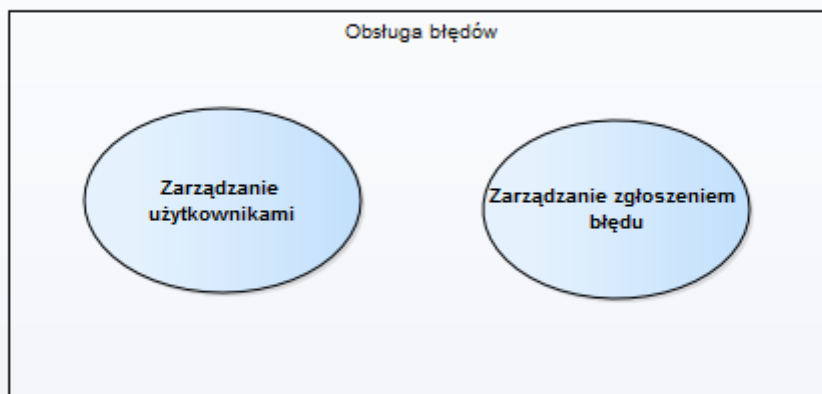 Obsługa błędów
Zarządzanie
użytkownikami
Zarządzanie zgłoszeniem
błędu